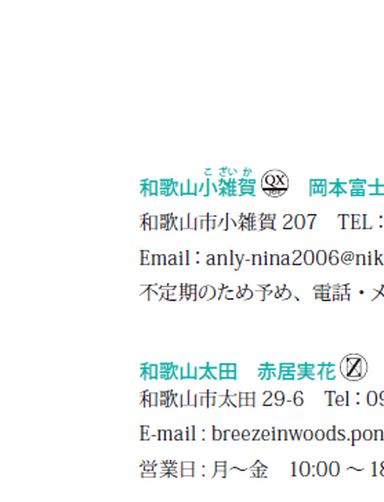 こ ざい か
和歌山小雑賀 QX 岡本富士
和歌山市小雑賀 207　TEL：
Email：anly-nina2006@nik
不定期のため予め、電話・メ
和歌山太田　赤居実花 Z
和歌山市太田 29-6　Tel：09
E-mail : breezeinwoods.pon
営業日 : 月〜金　10:00 〜 18